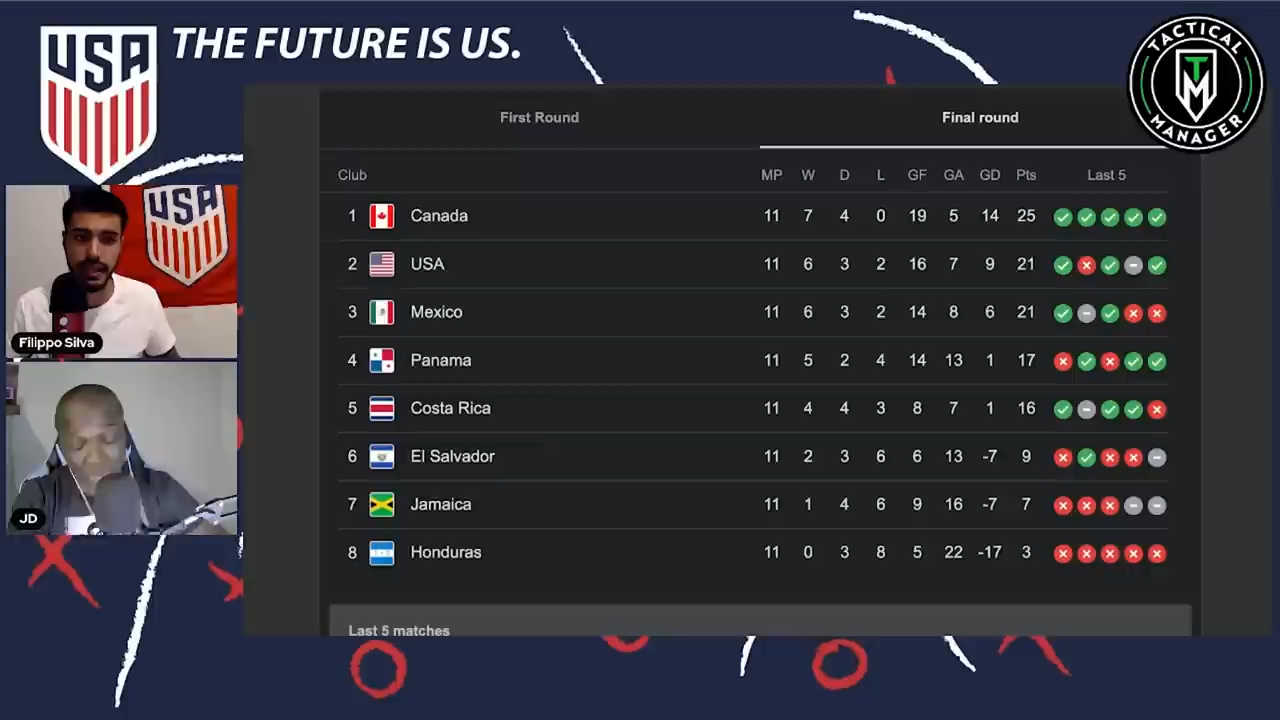 USA THE FUTURE IS US.
TACTICAL
TM
MANAGER
First Round Final round
Club MP W D L GF GA GD Pts Last 5
1 Canada 11 7 4 0 19 5 14 25
2 USA 11 6 3 2 16 7 9 21
3 Mexico 11 6 3 2 14 8 6 21
4 Panama 11 5 2 4 14 13 1 17
5 Costa Rica 11 4 4 3 8 7 1 16
6 El Salvador 11 2 3 6 6 13 -7 9
7 Jamaica 11 1 4 6 9 16 -7 7
8 Honduras 11 0 3 8 5 22 -17 3
Last 5 matches
USA
Filippo Silva
JD